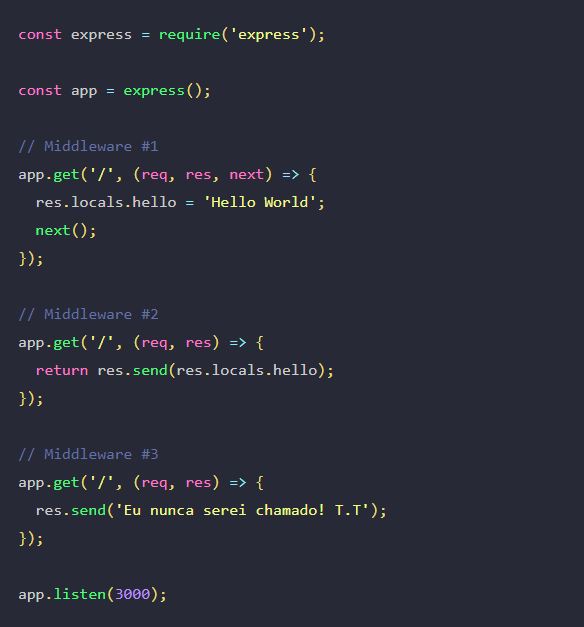 const express = require('express');
const app = express();
// Middleware #1
app.get('/', (req, res, next) => {
  res.locals.hello = 'Hello World';
  next();
});
// Middleware #2
app.get('/', (req, res) => {
  return res.send(res.locals.hello);
});
// Middleware #3
app.get('/', (req, res) => {
  res.send('Eu nunca serei chamado! T.T');
});
app.listen(3000);